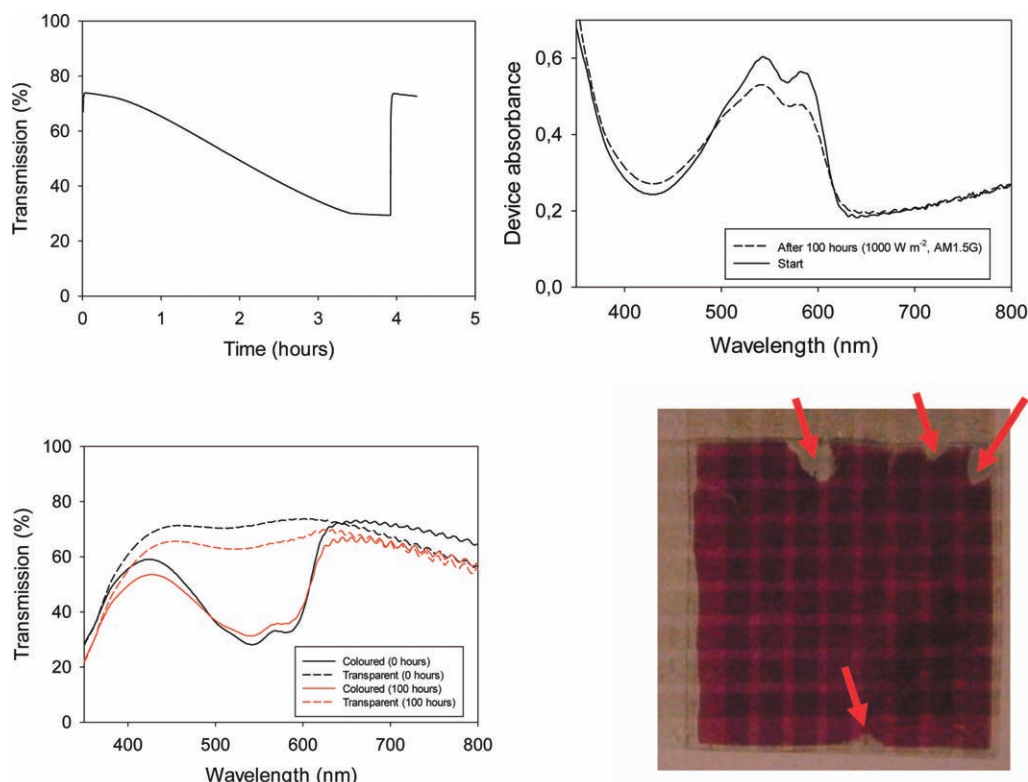 100
80
60
40
20
0
Transmission (%)
0 1 2 3 4 5
Time (hours)
0,6
0,4
0,2
0,0
Device absorbance
After 100 hours (1000 W m⁻², AM1.5G)
Start
400 500 600 700 800
Wavelength (nm)
100
80
60
40
20
0
Transmission (%)
Coloured (0 hours)
Transparent (0 hours)
Coloured (100 hours)
Transparent (100 hours)
400 500 600 700 800
Wavelength (nm)